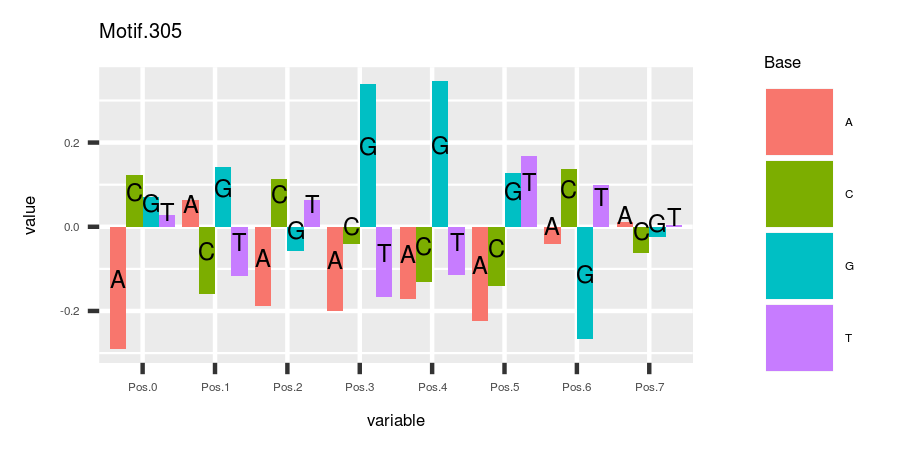 Motif.305
value
0.2
0.0
-0.2
A C G T A C G T A C G T A C G T A C G T A C G T A C G T A C G T
Pos.0 Pos.1 Pos.2 Pos.3 Pos.4 Pos.5 Pos.6 Pos.7
variable
Base
A
C
G
T